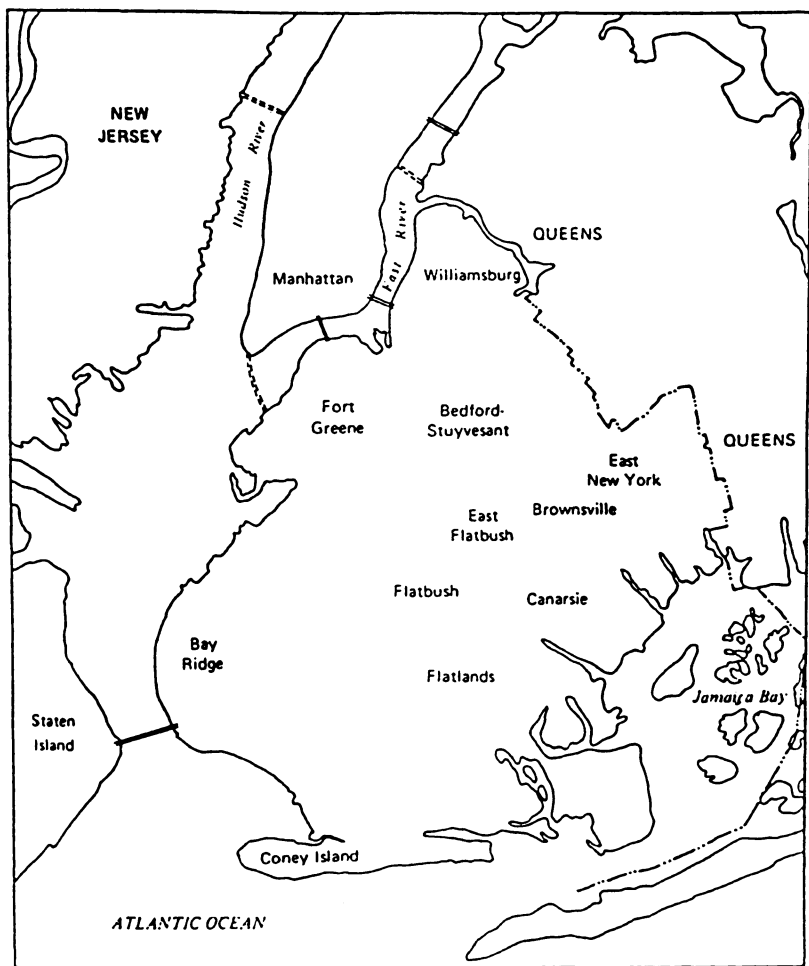 NEW
JERSEY
Hudson River
East River
QUEENS
Manhattan
Williamsburg
Fort
Greene
Bedford-
Stuyvesant
QUEENS
East
New York
Brownsville
East
Flatbush
Flatbush
Canarsie
Bay
Ridge
Flatlands
Jamaica Bay
Staten
Island
Coney Island
ATLANTIC OCEAN